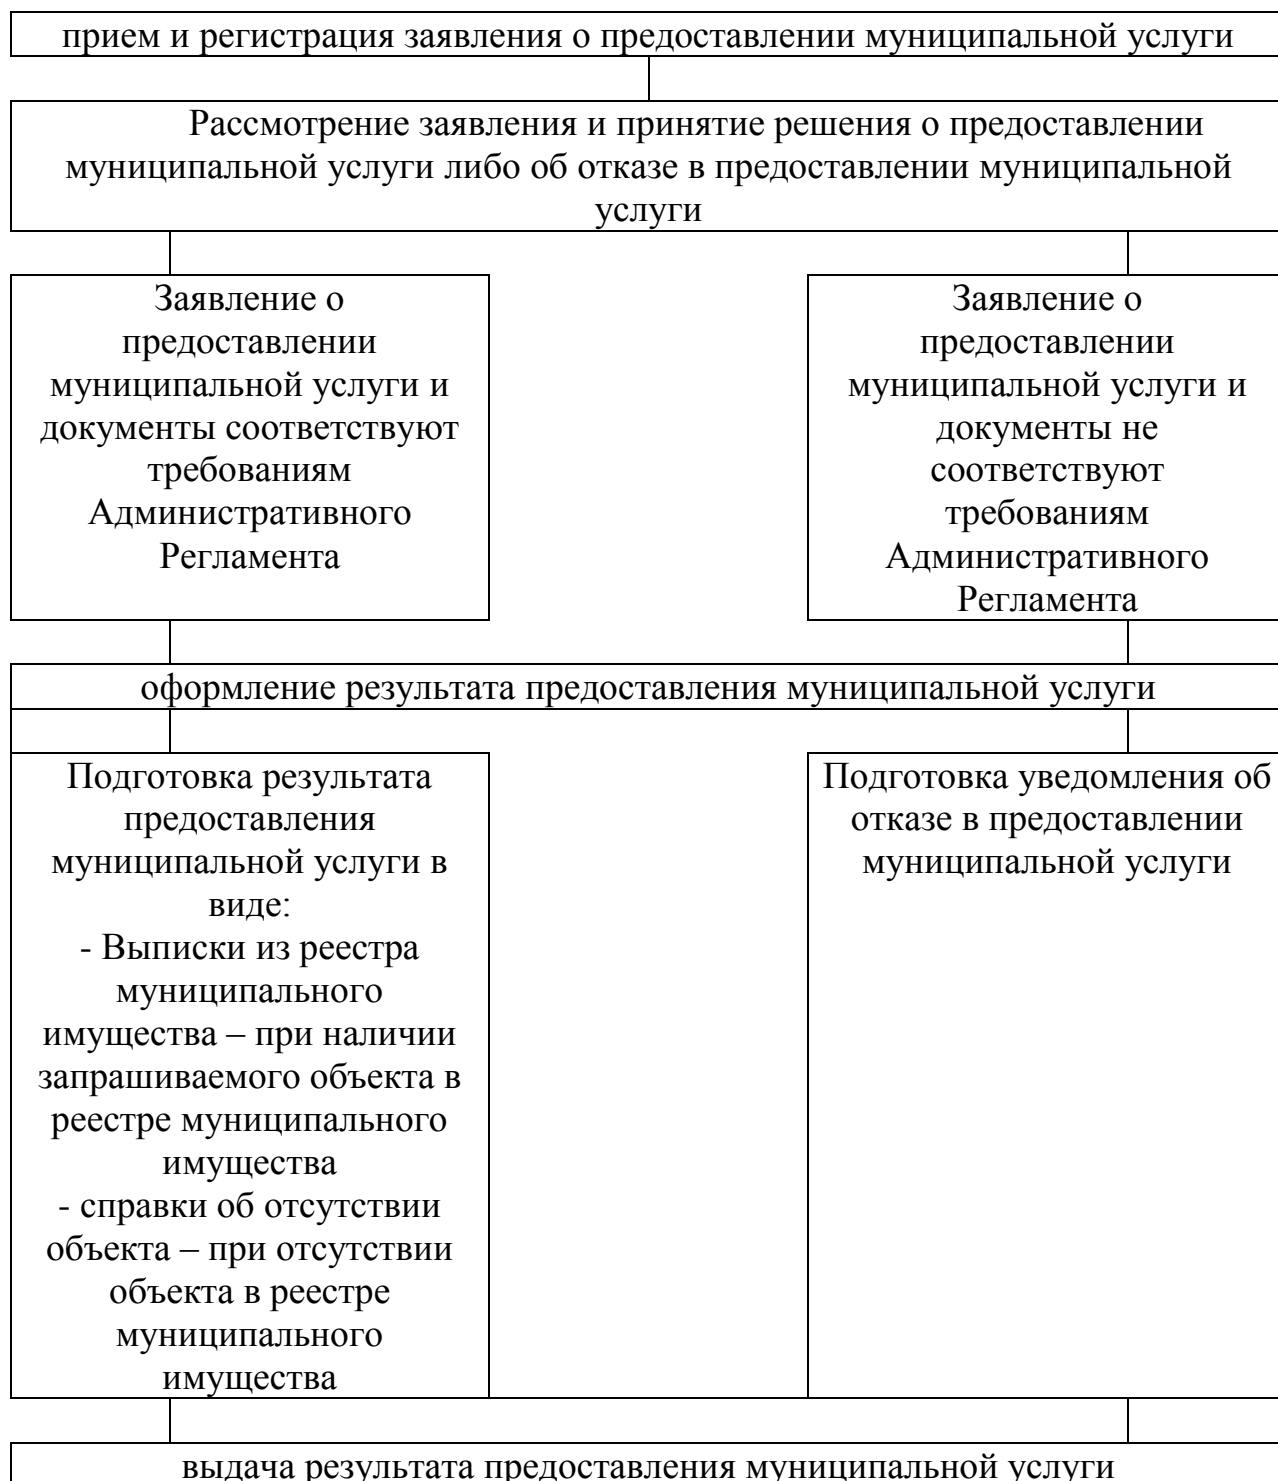 прием и регистрация заявления о предоставлении муниципальной услуги
Рассмотрение заявления и принятие решения о предоставлении
муниципальной услуги либо об отказе в предоставлении муниципальной
услуги
Заявление о
предоставлении
муниципальной услуги и
документы соответствуют
требованиям
Административного
Регламента
Заявление о
предоставлении
муниципальной услуги и
документы не
соответствуют
требованиям
Административного
Регламента
оформление результата предоставления муниципальной услуги
Подготовка результата
предоставления
муниципальной услуги в
виде:
- Выписки из реестра
муниципального
имущества – при наличии
запрашиваемого объекта в
реестре муниципального
имущества
- справки об отсутствии
объекта – при отсутствии
объекта в реестре
муниципального
имущества
Подготовка уведомления об
отказе в предоставлении
муниципальной услуги
выдача результата предоставления муниципальной услуги